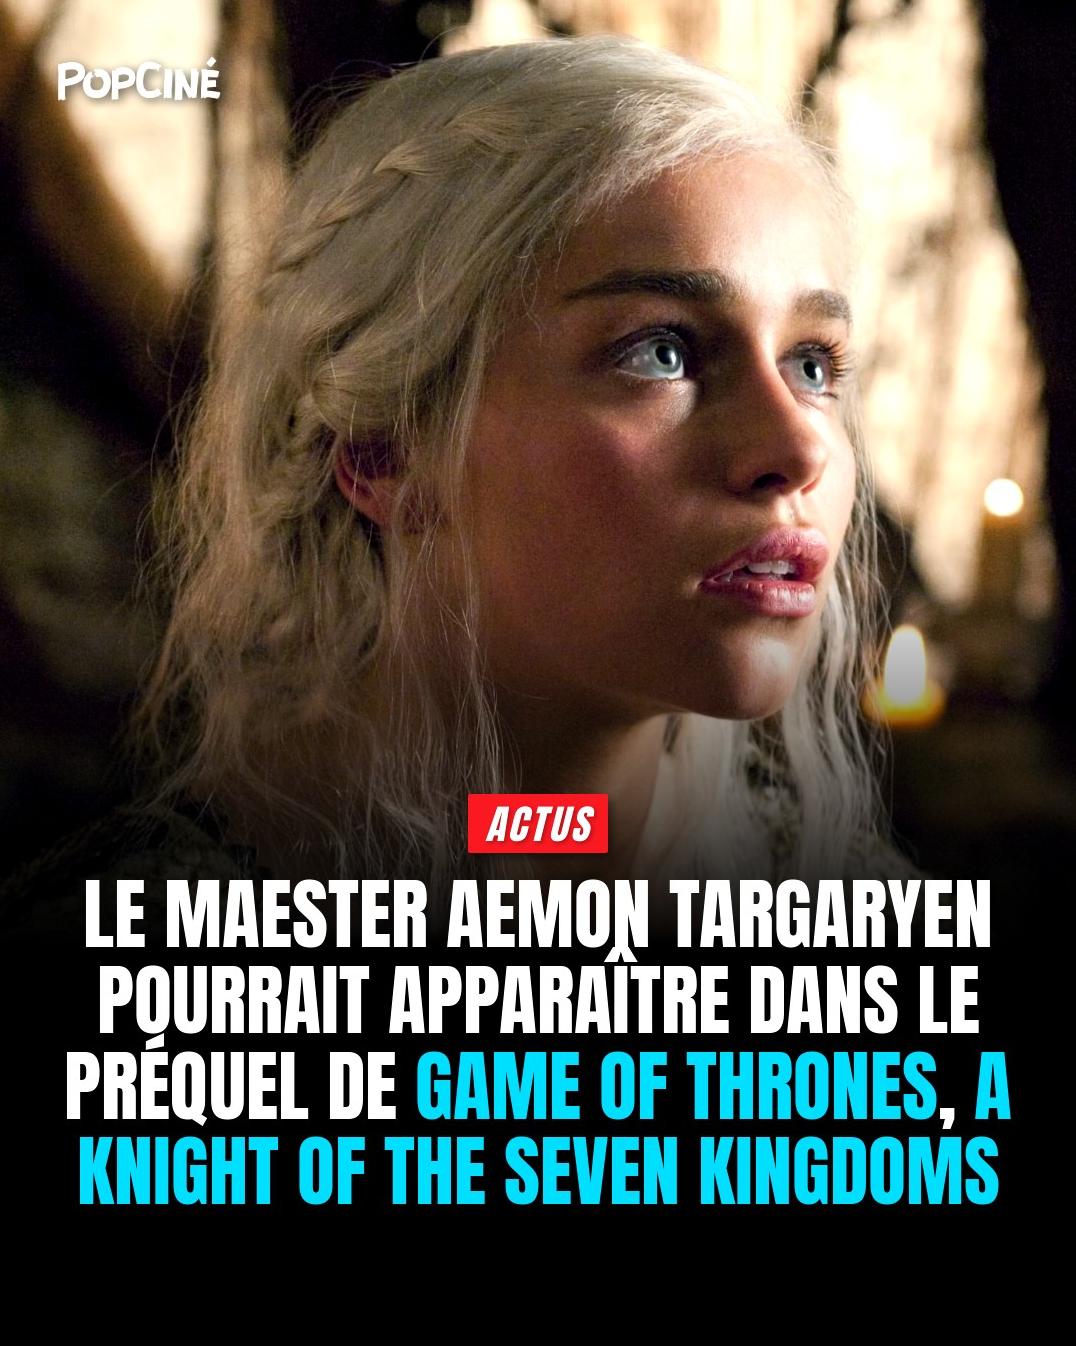 POPCINÉ
ACTUS
LE MAESTER AEMON TARGARYEN
POURRAIT APPARAÎTRE DANS LE
PRÉQUEL DE GAME OF THRONES, A
KNIGHT OF THE SEVEN KINGDOMS